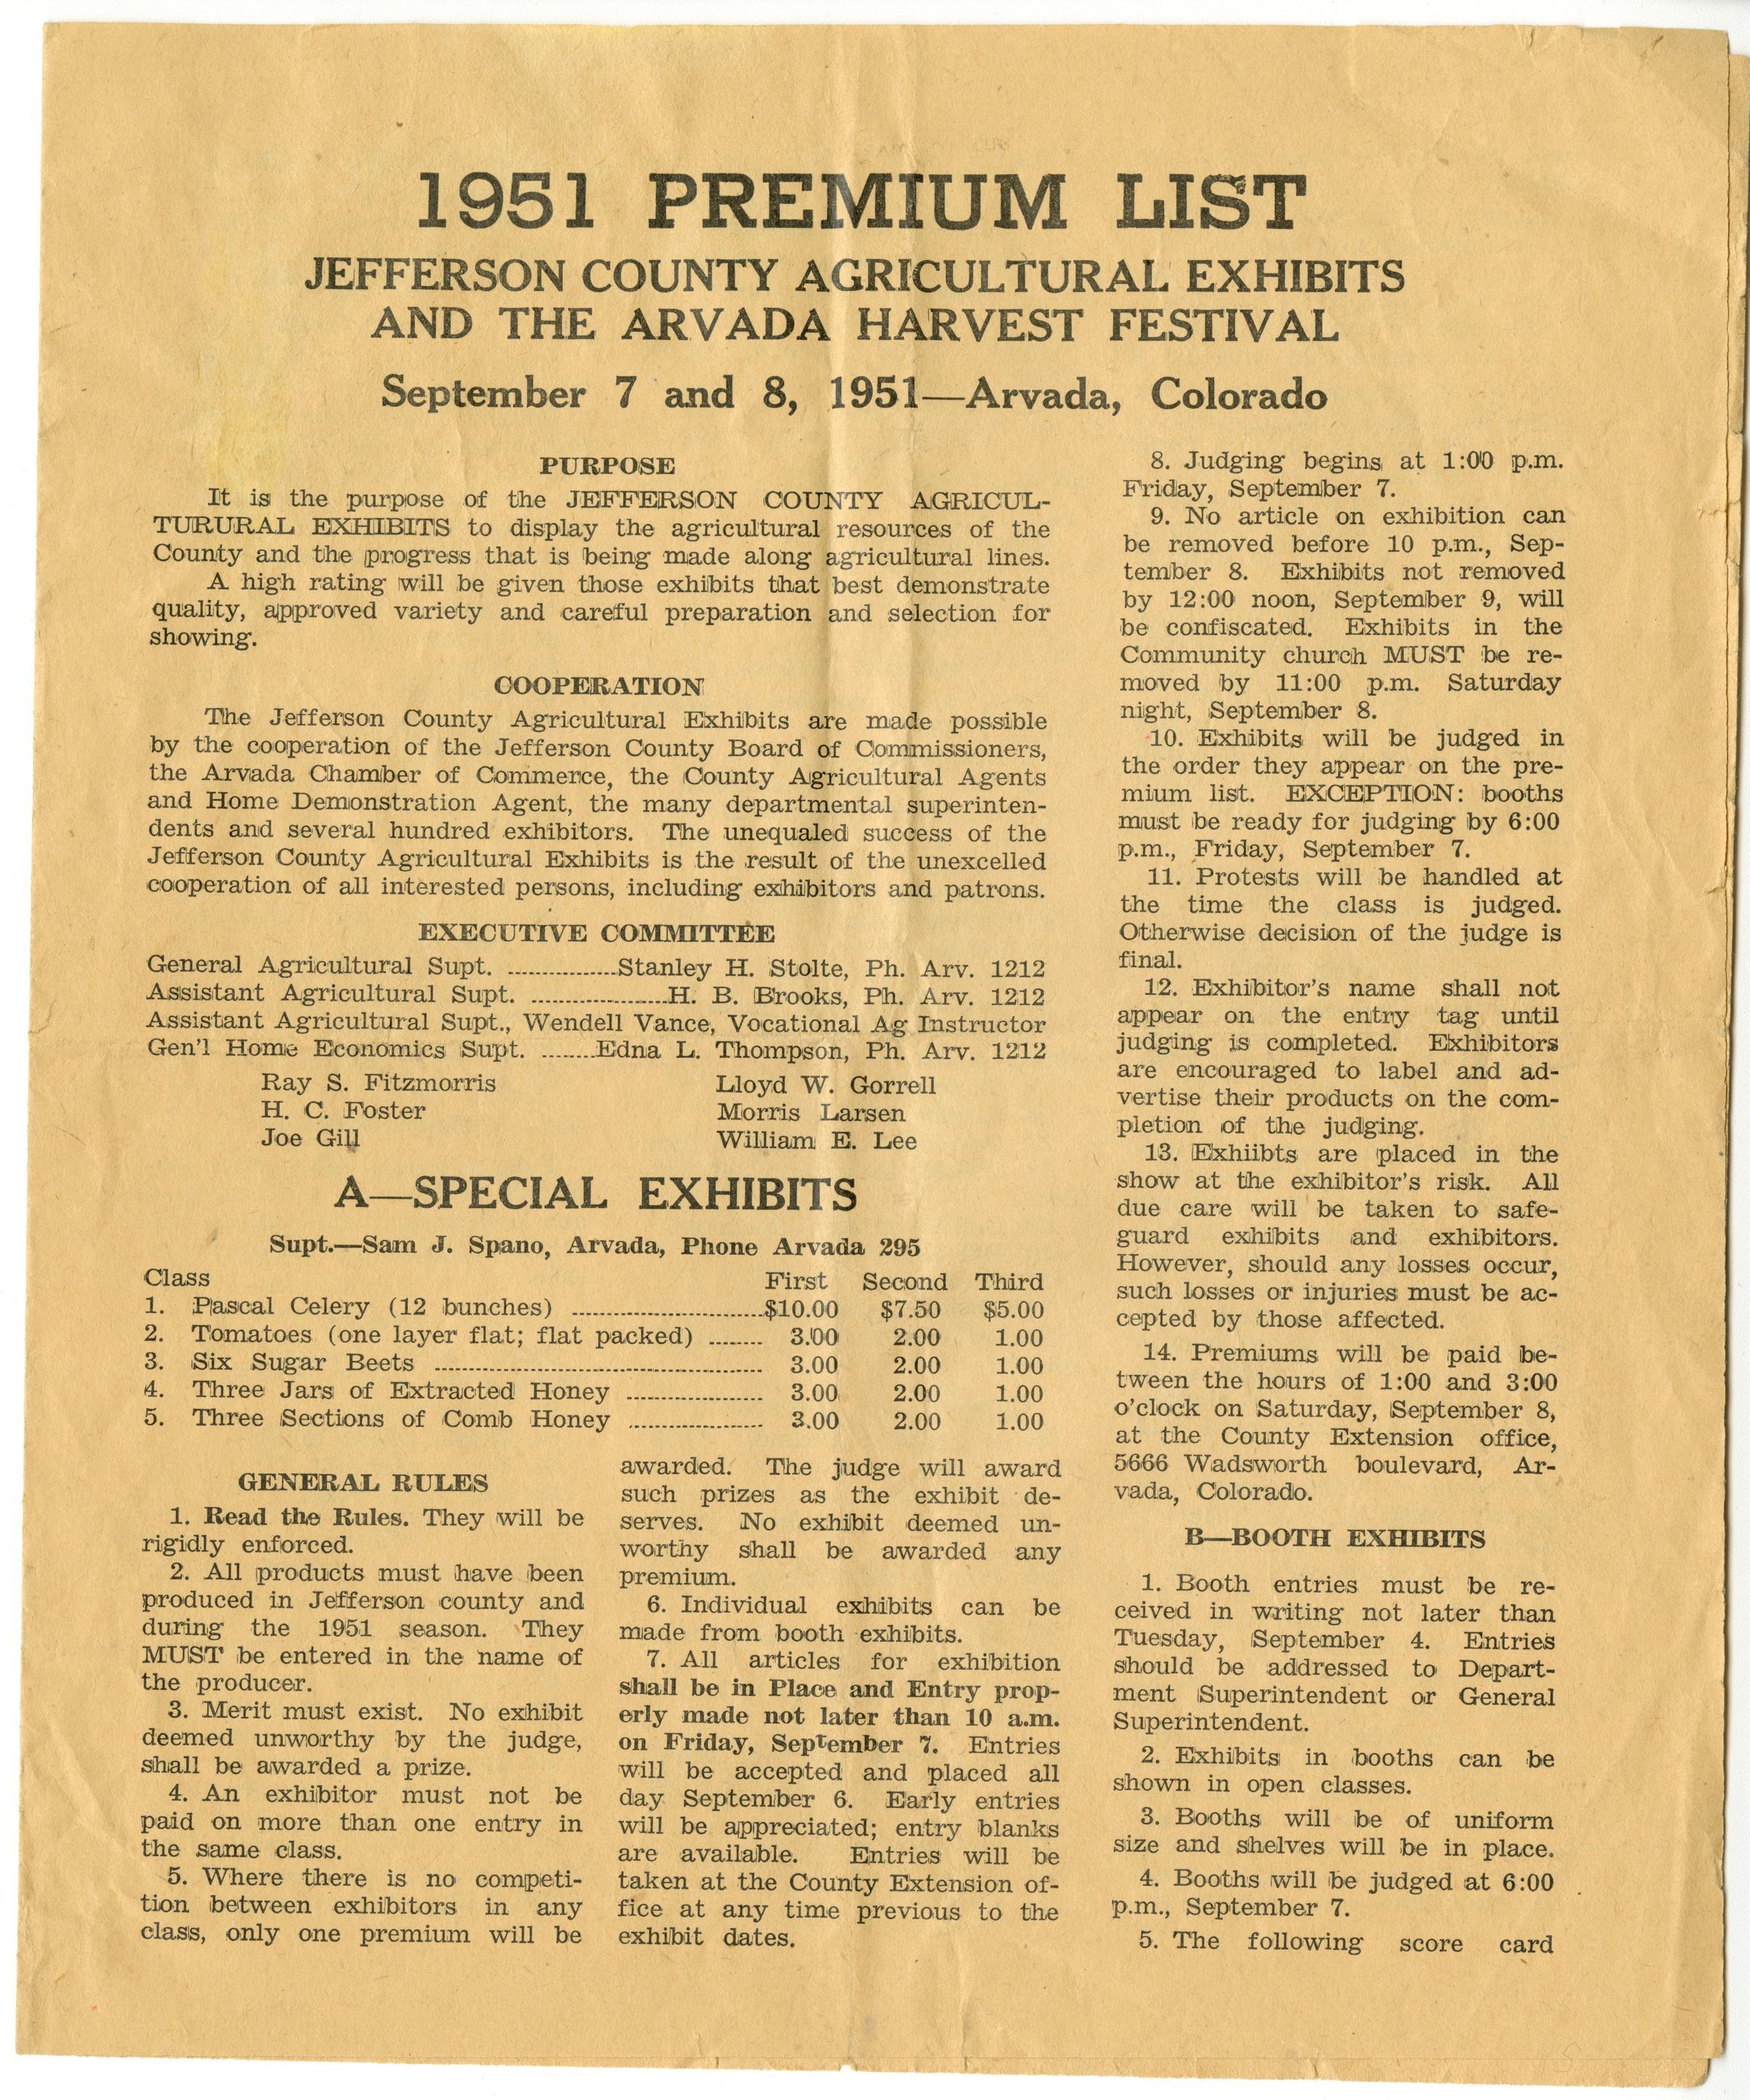 1951 PREMIUM LIST
JEFFERSON COUNTY AGRICULTURAL EXHIBITS
AND THE ARVADA HARVEST FESTIVAL
September 7 and 8, 1951—Arvada, Colorado
PURPOSE
It is the purpose of the JEFFERSON COUNTY AGRICUL-
TURURAL EXHIBITS to display the agricultural resources of the
County and the progress that is being made along agricultural lines.
A high rating will be given those exhibits that best demonstrate
quality, approved variety and careful preparation and selection for
showing.
COOPERATION
The Jefferson County Agricultural Exhibits are made possible
by the cooperation of the Jefferson County Board of Commissioners,
the Arvada Chamber of Commerce, the County Agricultural Agents
and Home Demonstration Agent, the many departmental superinten-
dents and several hundred exhibitors. The unequaled success of the
Jefferson County Agricultural Exhibits is the result of the unexcelled
cooperation of all interested persons, including exhibitors and patrons.
EXECUTIVE COMMITTEE
General Agricultural Supt. ................Stanley H. Stolte, Ph. Arv. 1212
Assistant Agricultural Supt. ....................H. B. Brooks, Ph. Arv. 1212
Assistant Agricultural Supt., Wendell Vance, Vocational Ag Instructor
Gen'l Home Economics Supt. ........Edna L. Thompson, Ph. Arv. 1212
Ray S. Fitzmorris Lloyd W. Gorrell
H. C. Foster Morris Larsen
Joe Gill William E. Lee
A—SPECIAL EXHIBITS
Supt.—Sam J. Spano, Arvada, Phone Arvada 295
Class First Second Third
1. Pascal Celery (12 bunches) ............................$10.00 $7.50 $5.00
2. Tomatoes (one layer flat; flat packed) ........ 3.00 2.00 1.00
3. Six Sugar Beets ................................................ 3.00 2.00 1.00
4. Three Jars of Extracted Honey .................... 3.00 2.00 1.00
5. Three Sections of Comb Honey .................... 3.00 2.00 1.00
GENERAL RULES
1. Read the Rules. They will be
rigidly enforced.
2. All products must have been
produced in Jefferson county and
during the 1951 season. They
MUST be entered in the name of
the producer.
3. Merit must exist. No exhibit
deemed unworthy by the judge,
shall be awarded a prize.
4. An exhibitor must not be
paid on more than one entry in
the same class.
5. Where there is no competi-
tion between exhibitors in any
class, only one premium will be
awarded. The judge will award
such prizes as the exhibit de-
serves. No exhibit deemed un-
worthy shall be awarded any
premium.
6. Individual exhibits can be
made from booth exhibits.
7. All articles for exhibition
shall be in Place and Entry prop-
erly made not later than 10 a.m.
on Friday, September 7. Entries
will be accepted and placed all
day September 6. Early entries
will be appreciated; entry blanks
are available. Entries will be
taken at the County Extension of-
fice at any time previous to the
exhibit dates.
8. Judging begins at 1:00 p.m.
Friday, September 7.
9. No article on exhibition can
be removed before 10 p.m., Sep-
tember 8. Exhibits not removed
by 12:00 noon, September 9, will
be confiscated. Exhibits in the
Community church MUST be re-
moved by 11:00 p.m. Saturday
night, September 8.
10. Exhibits will be judged in
the order they appear on the pre-
mium list. EXCEPTION: booths
must be ready for judging by 6:00
p.m., Friday, September 7.
11. Protests will be handled at
the time the class is judged.
Otherwise decision of the judge is
final.
12. Exhibitor's name shall not
appear on the entry tag until
judging is completed. Exhibitors
are encouraged to label and ad-
vertise their products on the com-
pletion of the judging.
13. Exhiibts are placed in the
show at the exhibitor's risk. All
due care will be taken to safe-
guard exhibits and exhibitors.
However, should any losses occur,
such losses or injuries must be ac-
cepted by those affected.
14. Premiums will be paid be-
tween the hours of 1:00 and 3:00
o'clock on Saturday, September 8,
at the County Extension office,
5666 Wadsworth boulevard, Ar-
vada, Colorado.
B—BOOTH EXHIBITS
1. Booth entries must be re-
ceived in writing not later than
Tuesday, September 4. Entries
should be addressed to Depart-
ment Superintendent or General
Superintendent.
2. Exhibits in booths can be
shown in open classes.
3. Booths will be of uniform
size and shelves will be in place.
4. Booths will be judged at 6:00
p.m., September 7.
5. The following score card